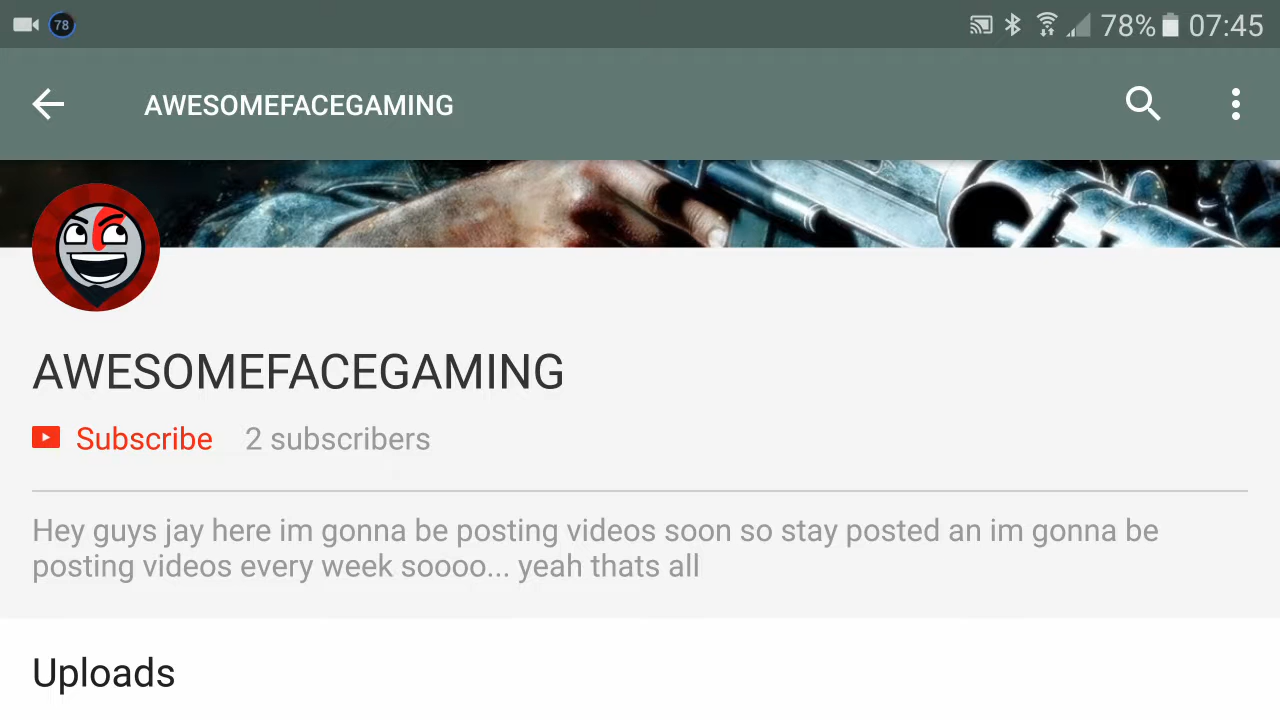 78 78% 07:45
AWESOMEFACEGAMING
AWESOMEFACEGAMING
Subscribe 2 subscribers
Hey guys jay here im gonna be posting videos soon so stay posted an im gonna be
posting videos every week soooo... yeah thats all
Uploads